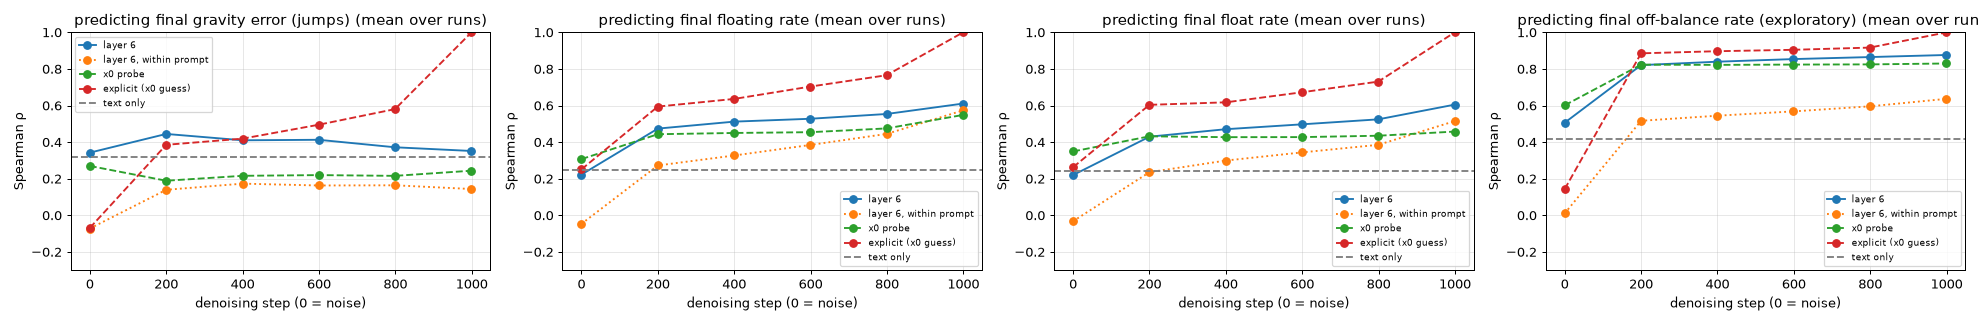 predicting final gravity error (jumps) (mean over runs)
Spearman ρ
1.0
0.8
0.6
0.4
0.2
0.0
−0.2
layer 6
layer 6, within prompt
x0 probe
explicit (x0 guess)
text only
0 200 400 600 800 1000
denoising step (0 = noise)
predicting final floating rate (mean over runs)
Spearman ρ
1.0
0.8
0.6
0.4
0.2
0.0
−0.2
layer 6
layer 6, within prompt
x0 probe
explicit (x0 guess)
text only
0 200 400 600 800 1000
denoising step (0 = noise)
predicting final float rate (mean over runs)
Spearman ρ
1.0
0.8
0.6
0.4
0.2
0.0
−0.2
layer 6
layer 6, within prompt
x0 probe
explicit (x0 guess)
text only
0 200 400 600 800 1000
denoising step (0 = noise)
predicting final off-balance rate (exploratory) (mean over run
Spearman ρ
1.0
0.8
0.6
0.4
0.2
0.0
−0.2
layer 6
layer 6, within prompt
x0 probe
explicit (x0 guess)
text only
0 200 400 600 800 1000
denoising step (0 = noise)